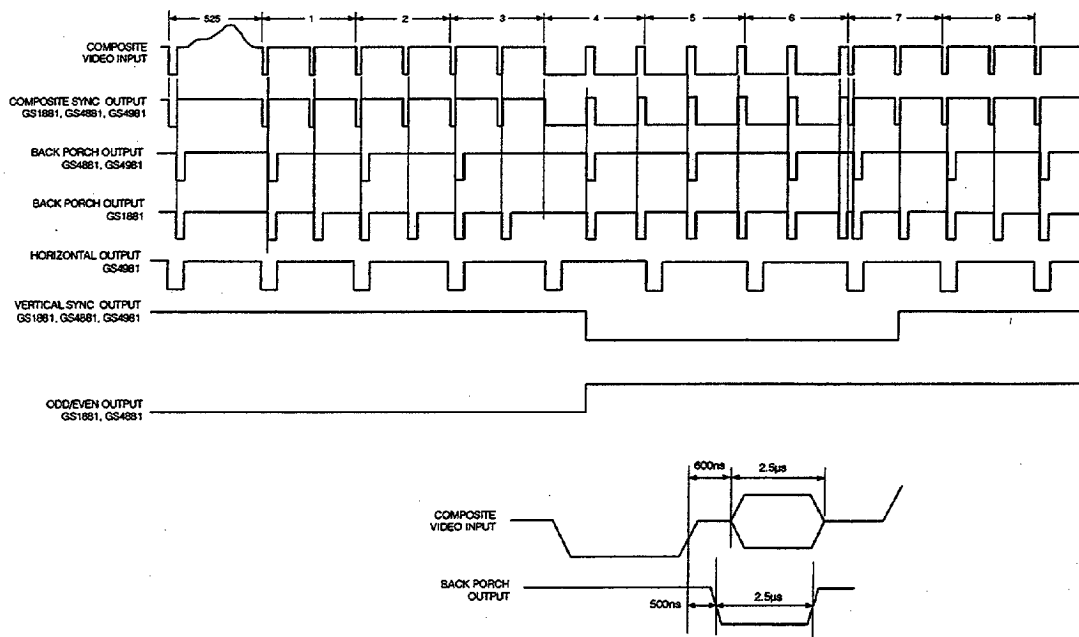 525 1 2 3 4 5 6 7 8
COMPOSITE
VIDEO INPUT
COMPOSITE SYNC OUTPUT
GS1881, GS4881, GS4981
BACK PORCH OUTPUT
GS4881, GS4981
BACK PORCH OUTPUT
GS1881
HORIZONTAL OUTPUT
GS4981
VERTICAL SYNC OUTPUT
GS1881, GS4881, GS4981
ODD/EVEN OUTPUT
GS1881, GS4881
600ns 2.5µs
COMPOSITE
VIDEO INPUT
BACK PORCH
OUTPUT
500ns 2.5µs